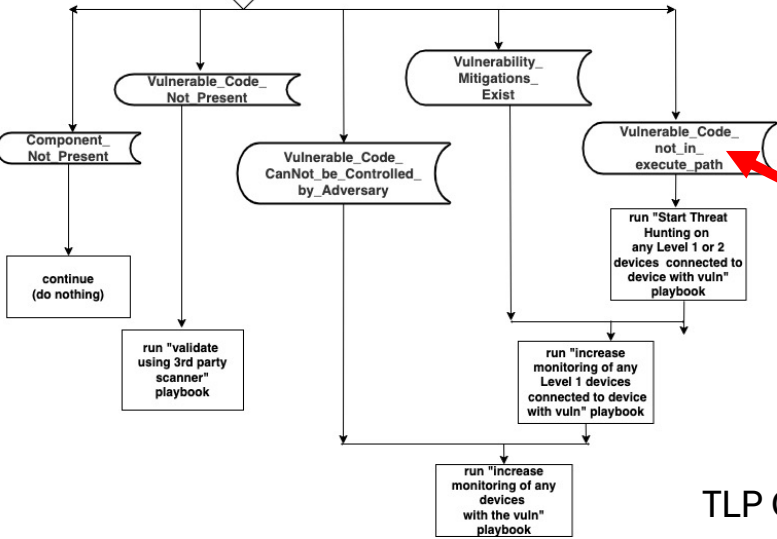 Vulnerability_
Mitigations_
Exist
Vulnerable_Code_
Not_Present
Vulnerable_Code_
not_in_
execute_path
Component_
Not_Present
Vulnerable_Code_
CanNot_be_Controlled_
by_Adversary
run "Start Threat
Hunting on
any Level 1 or 2
devices connected to
device with vuln"
playbook
continue
(do nothing)
run "validate
using 3rd party
scanner"
playbook
run "increase
monitoring of any
Level 1 devices
connected to device
with vuln" playbook
run "increase
monitoring of any
devices
with the vuln"
playbook
TLP